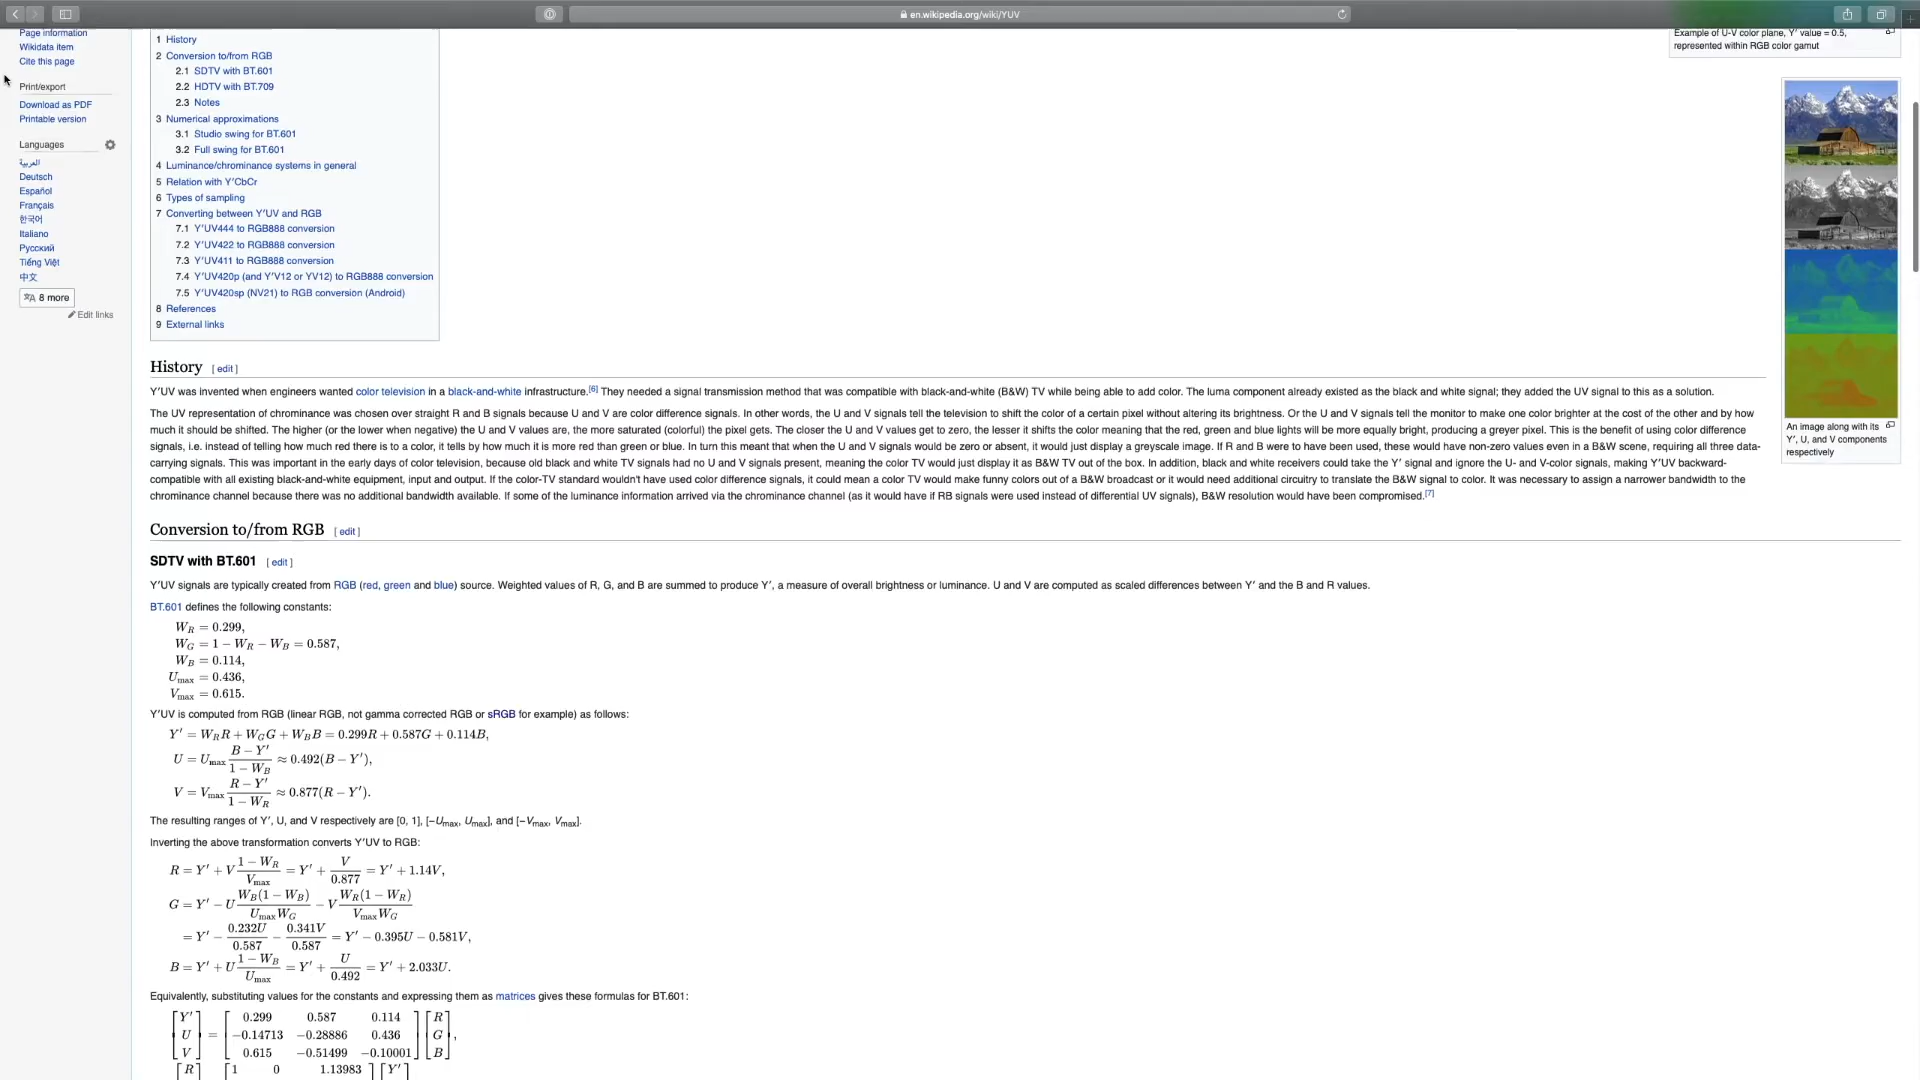 en.wikipedia.org/wiki/YUV
Page information
Wikidata item
Cite this page
Print/export
Download as PDF
Printable version
Languages
العربية
Deutsch
Español
Français
한국어
Italiano
Русский
Tiếng Việt
中文
8 more
Edit links
1 History
2 Conversion to/from RGB
2.1 SDTV with BT.601
2.2 HDTV with BT.709
2.3 Notes
3 Numerical approximations
3.1 Studio swing for BT.601
3.2 Full swing for BT.601
4 Luminance/chrominance systems in general
5 Relation with Y′CbCr
6 Types of sampling
7 Converting between Y′UV and RGB
7.1 Y′UV444 to RGB888 conversion
7.2 Y′UV422 to RGB888 conversion
7.3 Y′UV411 to RGB888 conversion
7.4 Y′UV420p (and Y′V12 or YV12) to RGB888 conversion
7.5 Y′UV420sp (NV21) to RGB conversion (Android)
8 References
9 External links
Example of U-V color plane, Y′ value = 0.5,
represented within RGB color gamut
An image along with its
Y′, U, and V components
respectively
History [ edit ]
Y′UV was invented when engineers wanted color television in a black-and-white infrastructure.[6] They needed a signal transmission method that was compatible with black-and-white (B&W) TV while being able to add color. The luma component already existed as the black and white signal; they added the UV signal to this as a solution.
The UV representation of chrominance was chosen over straight R and B signals because U and V are color difference signals. In other words, the U and V signals tell the television to shift the color of a certain pixel without altering its brightness. Or the U and V signals tell the monitor to make one color brighter at the cost of the other and by how
much it should be shifted. The higher (or the lower when negative) the U and V values are, the more saturated (colorful) the pixel gets. The closer the U and V values get to zero, the lesser it shifts the color meaning that the red, green and blue lights will be more equally bright, producing a greyer pixel. This is the benefit of using color difference
signals, i.e. instead of telling how much red there is to a color, it tells by how much it is more red than green or blue. In turn this meant that when the U and V signals would be zero or absent, it would just display a greyscale image. If R and B were to have been used, these would have non-zero values even in a B&W scene, requiring all three data-
carrying signals. This was important in the early days of color television, because old black and white TV signals had no U and V signals present, meaning the color TV would just display it as B&W TV out of the box. In addition, black and white receivers could take the Y′ signal and ignore the U- and V-color signals, making Y′UV backward-
compatible with all existing black-and-white equipment, input and output. If the color-TV standard wouldn't have used color difference signals, it could mean a color TV would make funny colors out of a B&W broadcast or it would need additional circuitry to translate the B&W signal to color. It was necessary to assign a narrower bandwidth to the
chrominance channel because there was no additional bandwidth available. If some of the luminance information arrived via the chrominance channel (as it would have if RB signals were used instead of differential UV signals), B&W resolution would have been compromised.[7]
Conversion to/from RGB [ edit ]
SDTV with BT.601 [ edit ]
Y′UV signals are typically created from RGB (red, green and blue) source. Weighted values of R, G, and B are summed to produce Y′, a measure of overall brightness or luminance. U and V are computed as scaled differences between Y′ and the B and R values.
BT.601 defines the following constants:
W_R = 0.299,
W_G = 1 − W_R − W_B = 0.587,
W_B = 0.114,
U_max = 0.436,
V_max = 0.615.
Y′UV is computed from RGB (linear RGB, not gamma corrected RGB or sRGB for example) as follows:
Y′ = W_R R + W_G G + W_B B = 0.299R + 0.587G + 0.114B,
U = U_max (B − Y′)/(1 − W_B) ≈ 0.492(B − Y′),
V = V_max (R − Y′)/(1 − W_R) ≈ 0.877(R − Y′).
The resulting ranges of Y′, U, and V respectively are [0, 1], [−U_max, U_max], and [−V_max, V_max].
Inverting the above transformation converts Y′UV to RGB:
R = Y′ + V (1 − W_R)/V_max = Y′ + V/0.877 = Y′ + 1.14V,
G = Y′ − U W_B(1 − W_B)/(U_max W_G) − V W_R(1 − W_R)/(V_max W_G)
= Y′ − 0.232U/0.587 − 0.341V/0.587 = Y′ − 0.395U − 0.581V,
B = Y′ + U (1 − W_B)/U_max = Y′ + U/0.492 = Y′ + 2.033U.
Equivalently, substituting values for the constants and expressing them as matrices gives these formulas for BT.601:
[Y′] [0.299 0.587 0.114] [R]
[U] = [−0.14713 −0.28886 0.436] [G],
[V] [0.615 −0.51499 −0.10001] [B]
[R] [1 0 1.13983] [Y′]